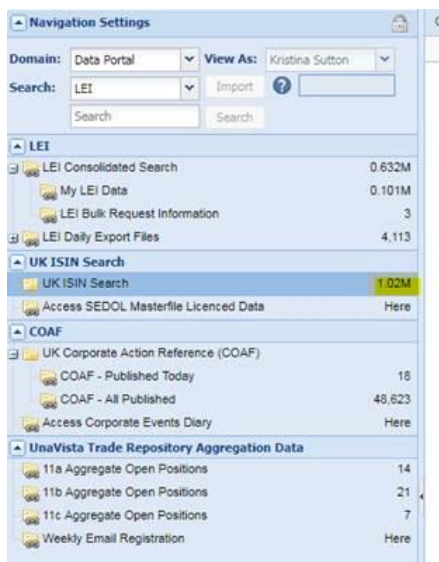 Navigation Settings
Domain: Data Portal View As: Kristina Sutton
Search: LEI Import
Search Search
LEI
LEI Consolidated Search 0.632M
My LEI Data 0.101M
LEI Bulk Request Information 3
LEI Daily Export Files 4,113
UK ISIN Search
UK ISIN Search 1.02M
Access SEDOL Masterfile Licenced Data Here
COAF
UK Corporate Action Reference (COAF)
COAF - Published Today 18
COAF - All Published 48,623
Access Corporate Events Diary Here
UnaVista Trade Repository Aggregation Data
11a Aggregate Open Positions 14
11b Aggregate Open Positions 21
11c Aggregate Open Positions 7
Weekly Email Registration Here